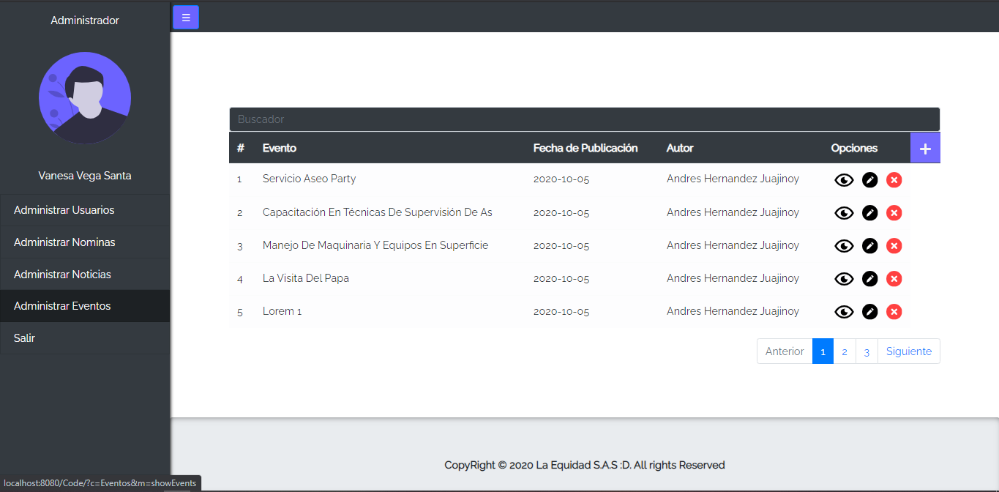 Administrador
Vanesa Vega Santa
Administrar Usuarios
Administrar Nominas
Administrar Noticias
Administrar Eventos
Salir
Buscador
# Evento Fecha de Publicación Autor Opciones +
1 Servicio Aseo Party 2020-10-05 Andres Hernandez Juajinoy
2 Capacitación En Técnicas De Supervisión De As 2020-10-05 Andres Hernandez Juajinoy
3 Manejo De Maquinaria Y Equipos En Superficie 2020-10-05 Andres Hernandez Juajinoy
4 La Visita Del Papa 2020-10-05 Andres Hernandez Juajinoy
5 Lorem 1 2020-10-05 Andres Hernandez Juajinoy
Anterior 1 2 3 Siguiente
CopyRight © 2020 La Equidad S.A.S :D. All rights Reserved
localhost:8080/Code/?c=Eventos&m=showEvents